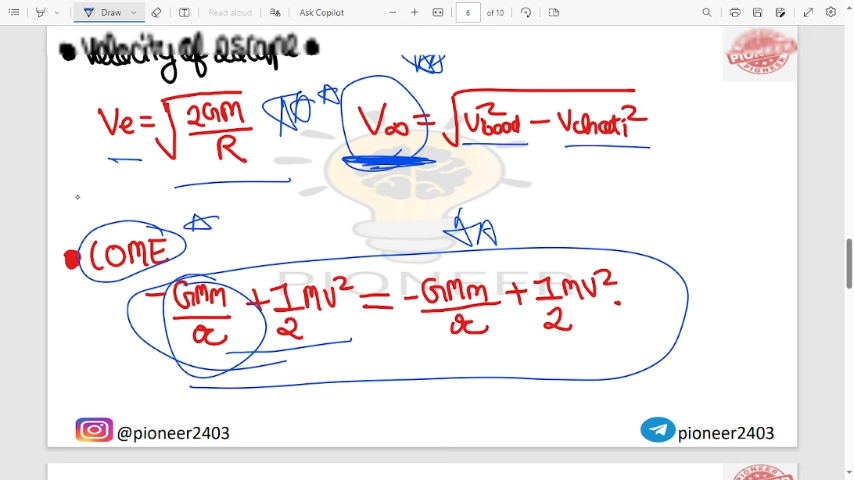 Draw
Read aloud
Ask Copilot
6 of 10
• Velocity of escape •
Ve = √(2GM/R)
V∞ = √(V²bood − Vchoti²)
• COME
-GMm/x + 1/2 mv² = -GMm/x + 1/2 mv².
PIONEER
@pioneer2403
pioneer2403